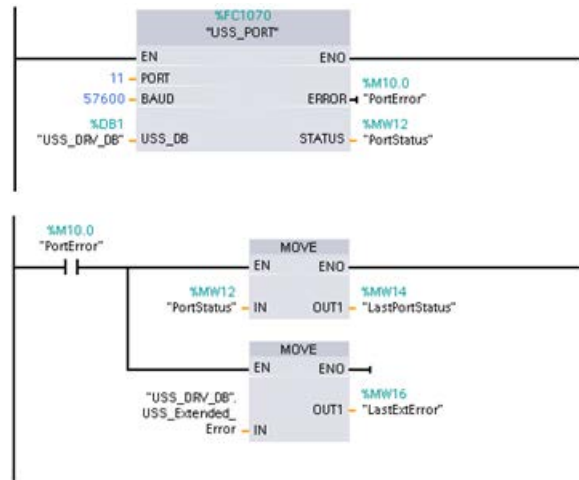 %FC1070
"USS_PORT"
EN ENO
11 PORT %M10.0
57600 BAUD ERROR "PortError"
%DB1 %MW12
"USS_DRV_DB" USS_DB STATUS "PortStatus"
%M10.0
"PortError" MOVE
EN ENO
%MW12 %MW14
"PortStatus" IN OUT1 "LastPortStatus"
MOVE
EN ENO
"USS_DRV_DB". %MW16
USS_Extended_ OUT1 "LastExtError"
Error IN